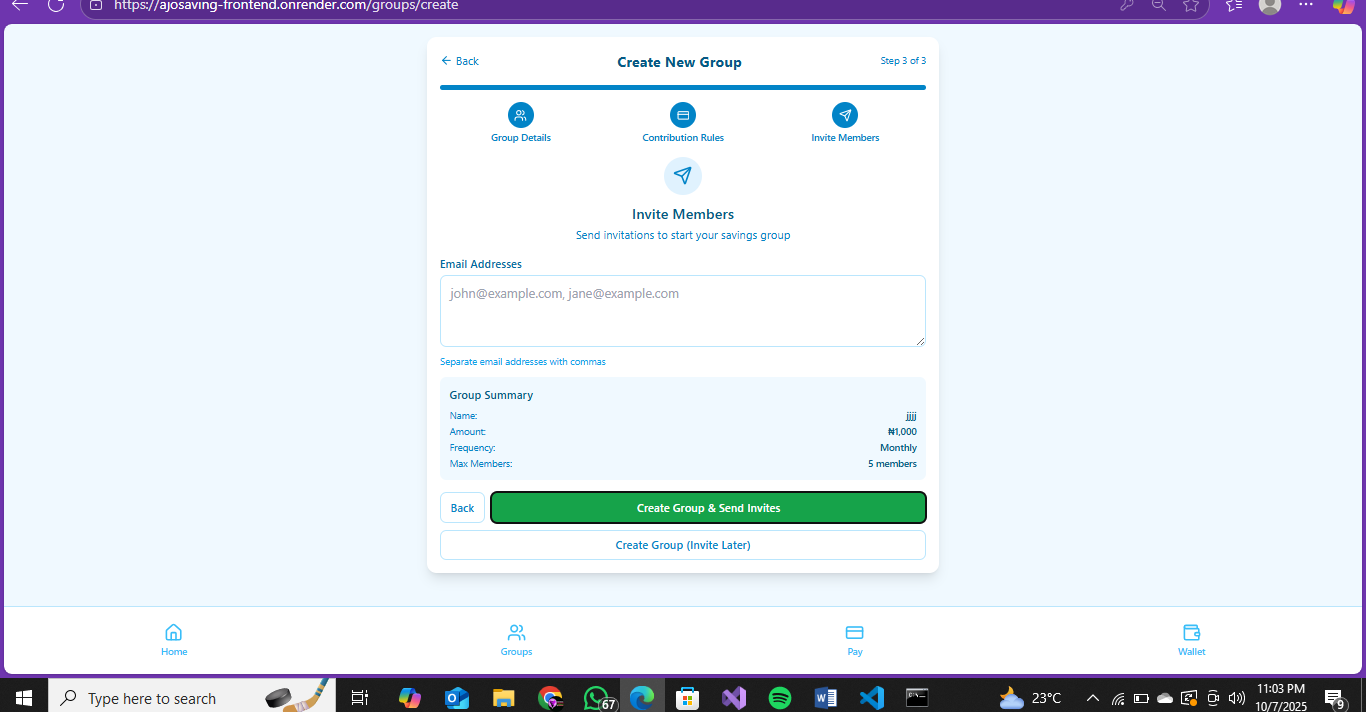 https://ajosaving-frontend.onrender.com/groups/create
Back
Create New Group
Step 3 of 3
Group Details
Contribution Rules
Invite Members
Invite Members
Send invitations to start your savings group
Email Addresses
john@example.com, jane@example.com
Separate email addresses with commas
Group Summary
Name: jjjj
Amount: ₦1,000
Frequency: Monthly
Max Members: 5 members
Back
Create Group & Send Invites
Create Group (Invite Later)
Home
Groups
Pay
Wallet
Type here to search
67
23°C
11:03 PM
10/7/2025
9